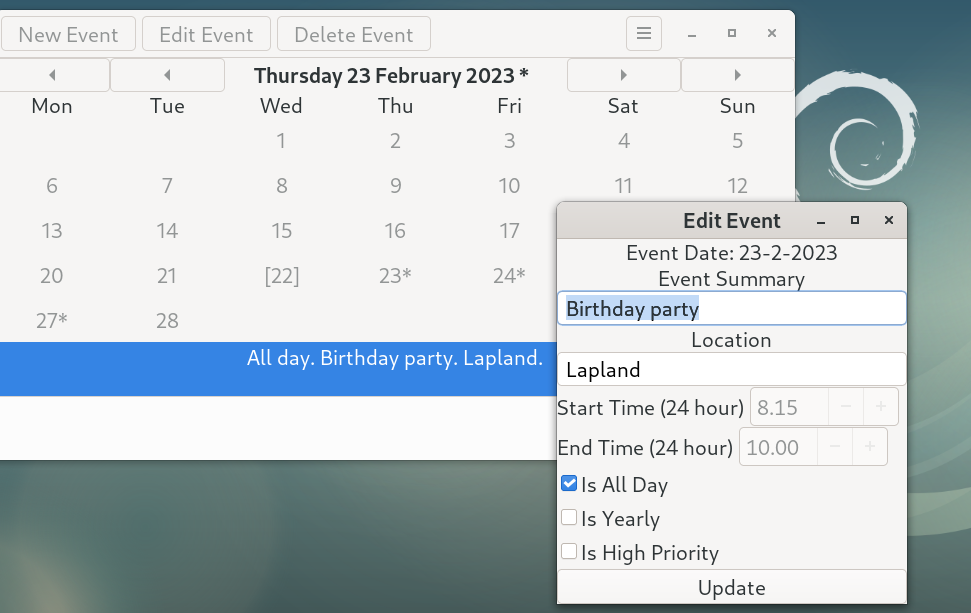 New Event Edit Event Delete Event
Thursday 23 February 2023 *
Mon Tue Wed Thu Fri Sat Sun
1 2 3 4 5
6 7 8 9 10 11 12
13 14 15 16 17
20 21 [22] 23* 24*
27* 28
All day. Birthday party. Lapland.
Edit Event
Event Date: 23-2-2023
Event Summary
Birthday party
Location
Lapland
Start Time (24 hour) 8.15 − +
End Time (24 hour) 10.00 − +
Is All Day
Is Yearly
Is High Priority
Update